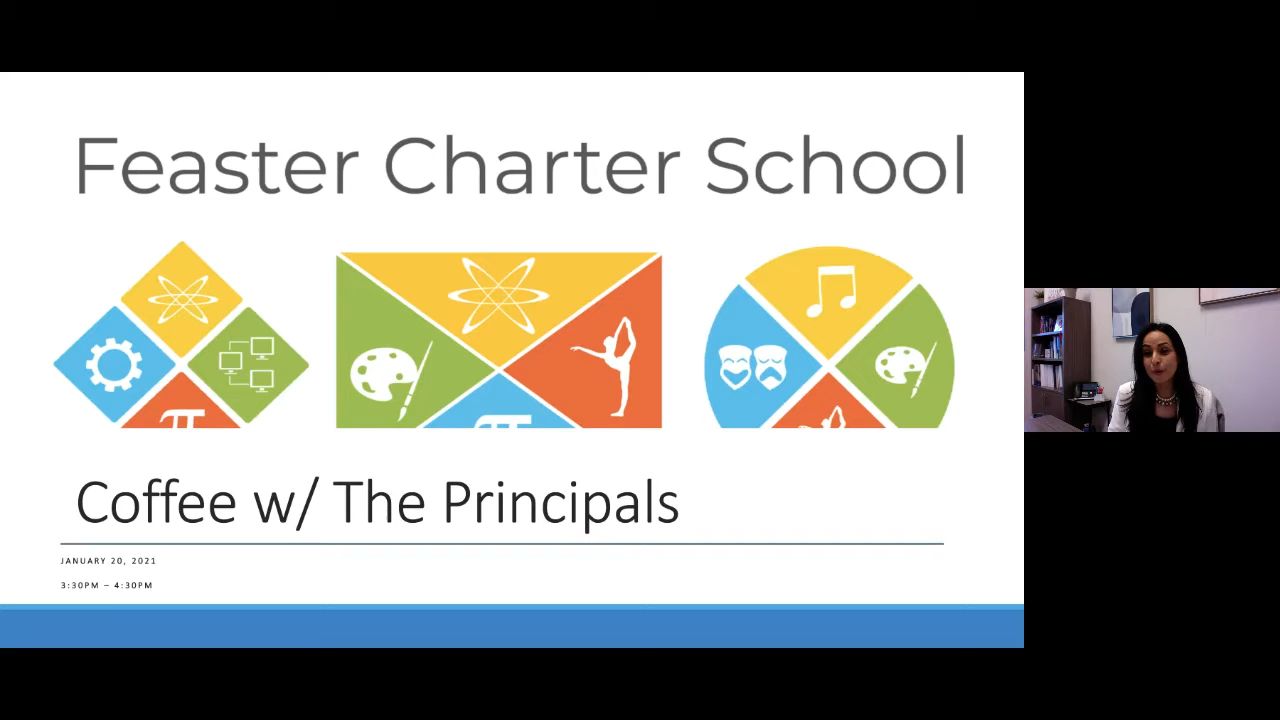 Feaster Charter School
π
Coffee w/ The Principals
JANUARY 20, 2021
3:30PM – 4:30PM